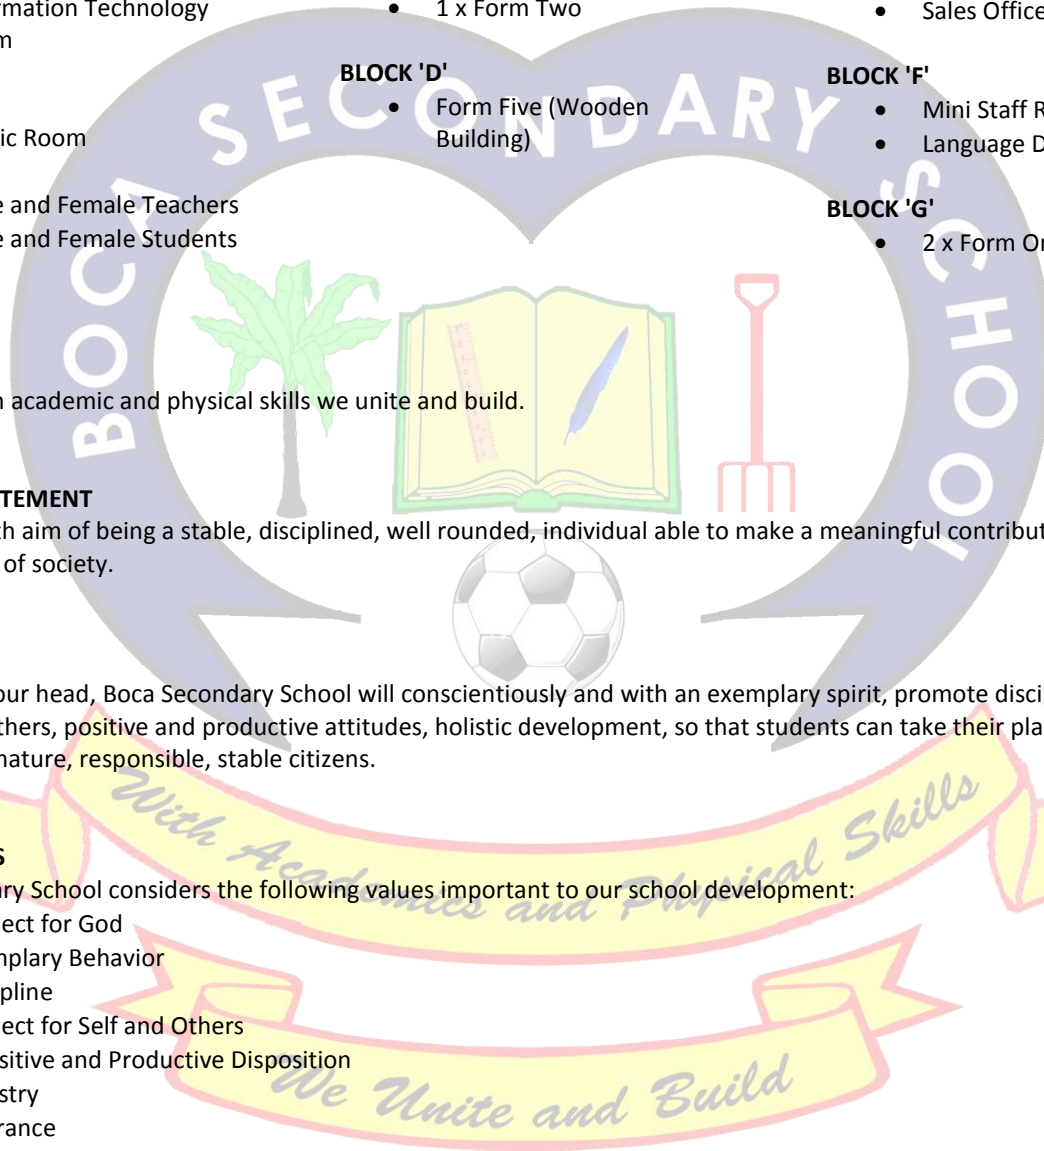 rmation Technology
m
ic Room
e and Female Teachers
e and Female Students
• 1 x Form Two
BLOCK 'D'
• Form Five (Wooden
Building)
• Sales Office
BLOCK 'F'
• Mini Staff R
• Language D
BLOCK 'G'
• 2 x Form On
BOCA SECONDARY SCHOOL
n academic and physical skills we unite and build.
TEMENT
th aim of being a stable, disciplined, well rounded, individual able to make a meaningful contribut
of society.
our head, Boca Secondary School will conscientiously and with an exemplary spirit, promote disci
thers, positive and productive attitudes, holistic development, so that students can take their pla
nature, responsible, stable citizens.
With Academics and Physical Skills
S
ary School considers the following values important to our school development:
ect for God
nplary Behavior
ipline
ect for Self and Others
sitive and Productive Disposition
stry
rance
We Unite and Build